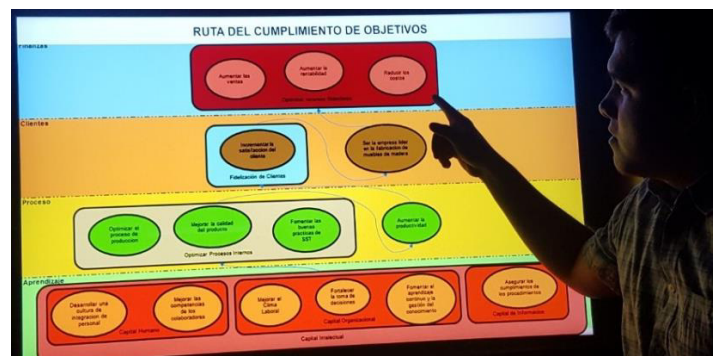 RUTA DEL CUMPLIMIENTO DE OBJETIVOS
Finanzas
Aumentar las
ventas
Aumentar la
rentabilidad
Reducir los
costos
Clientes
Incrementar la
satisfacción del
cliente
Fidelización de Clientes
Ser la empresa líder
en la fabricación de
muebles de madera
Proceso
Optimizar el
proceso de
producción
Mejorar la calidad
del producto
Fomentar las
buenas
prácticas de
SST
Optimizar Procesos Internos
Aumentar la
productividad
Aprendizaje
Desarrollar una
cultura de
integración de
personal
Mejorar las
competencias
de los
colaboradores
Capital Humano
Mejorar el
Clima
Laboral
Fortalecer
la toma de
decisiones
Fomentar el
aprendizaje
continuo y la
gestión del
conocimiento
Capital Organizacional
Asegurar los
cumplimientos de
los procedimientos
Capital de Información
Capital Intelectual